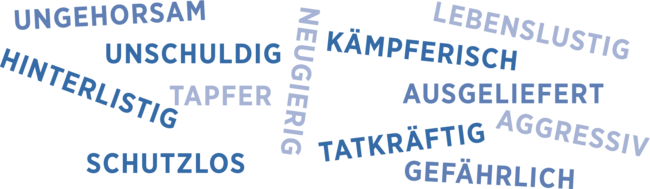 UNGEHORSAM
LEBENSLUSTIG
UNSCHULDIG
NEUGIERIG
KÄMPFERISCH
HINTERLISTIG
TAPFER
AUSGELIEFERT
TATKRÄFTIG
AGGRESSIV
SCHUTZLOS
GEFÄHRLICH